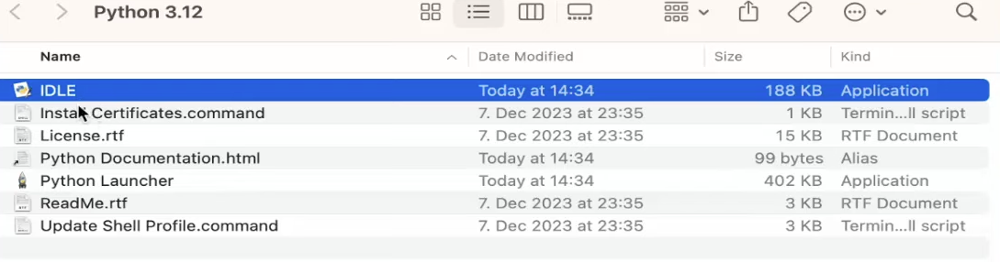 Python 3.12
Name Date Modified Size Kind
IDLE Today at 14:34 188 KB Application
Install Certificates.command 7. Dec 2023 at 23:35 1 KB Termin...ll script
License.rtf 7. Dec 2023 at 23:35 15 KB RTF Document
Python Documentation.html Today at 14:34 99 bytes Alias
Python Launcher Today at 14:34 402 KB Application
ReadMe.rtf 7. Dec 2023 at 23:35 3 KB RTF Document
Update Shell Profile.command 7. Dec 2023 at 23:35 3 KB Termin...ll script